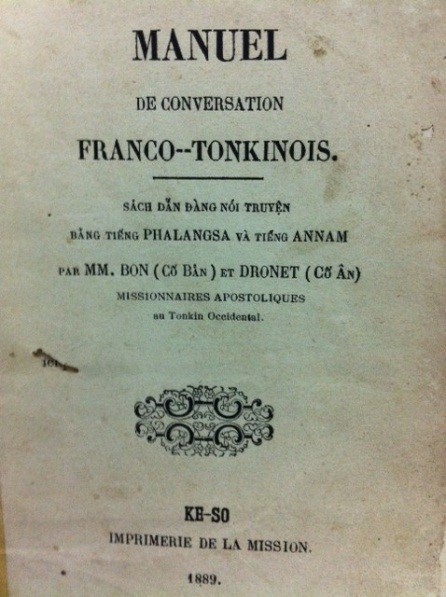 MANUEL
DE CONVERSATION
FRANCO--TONKINOIS.
SÁCH DẪN ĐÀNG NÓI TRUYỆN
BẰNG TIẾNG PHALANGSA VÀ TIẾNG ANNAM
PAR MM. BON (CỐ BẢN) ET DRONET (CỐ ÂN)
MISSIONNAIRES APOSTOLIQUES
au Tonkin Occidental.
KE-SO
IMPRIMERIE DE LA MISSION.
1889.